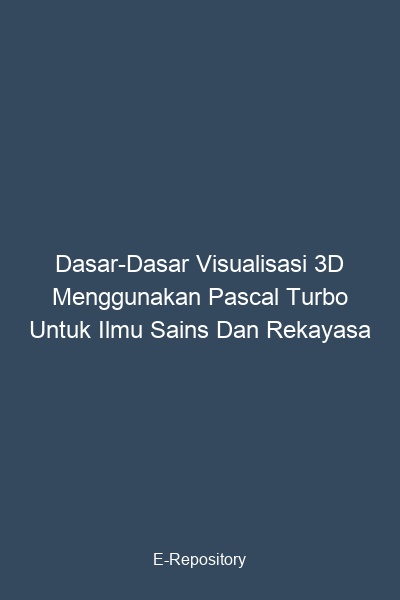 Dasar-Dasar Visualisasi 3D
Menggunakan Pascal Turbo
Untuk Ilmu Sains Dan Rekayasa
E-Repository